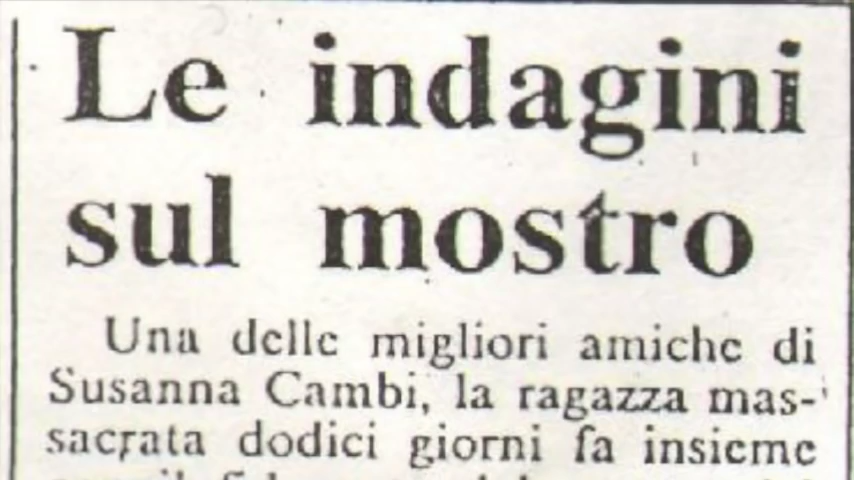 Le indagini
sul mostro
Una delle migliori amiche di
Susanna Cambi, la ragazza mas-
sacrata dodici giorni fa insieme